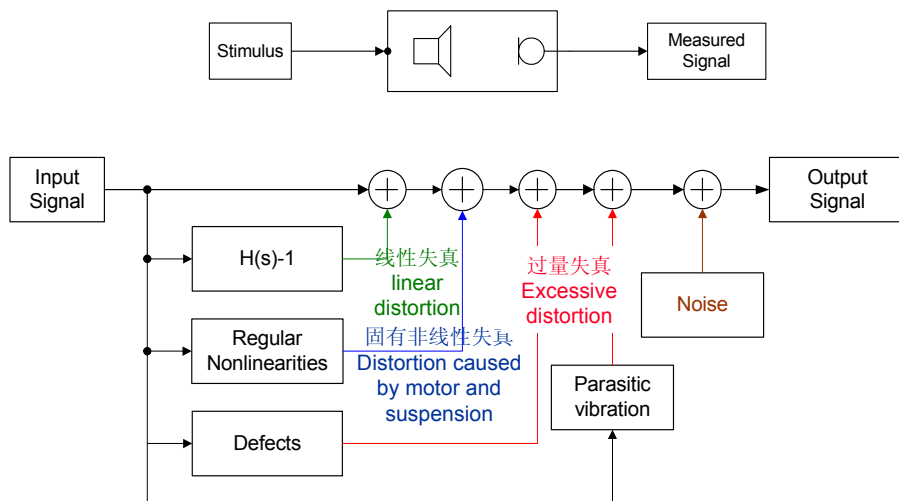 Stimulus
Measured
Signal
Input
Signal
Output
Signal
H(s)-1
线性失真
linear
distortion
过量失真
Excessive
distortion
Noise
Regular
Nonlinearities
固有非线性失真
Distortion caused
by motor and
suspension
Parasitic
vibration
Defects